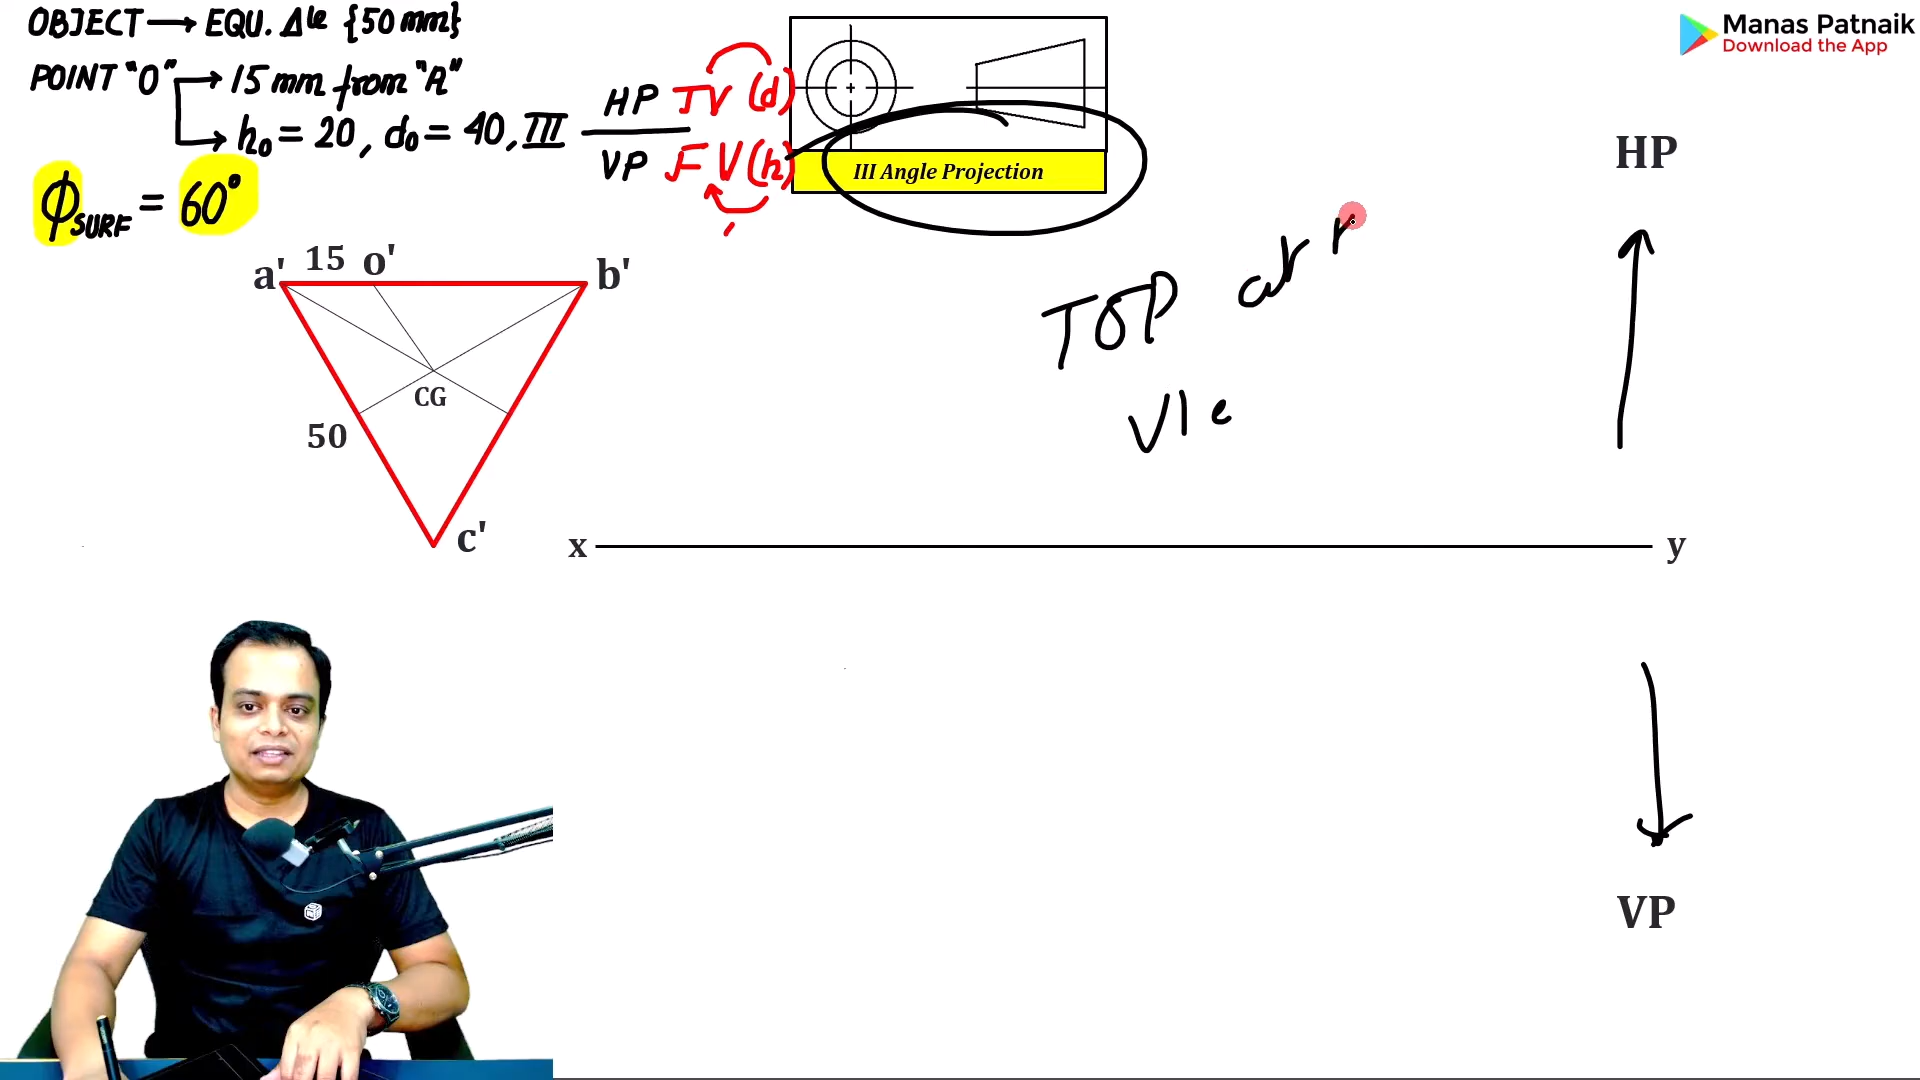 OBJECT → EQU. Δle {50 mm}
POINT "O" → 15 mm from "A"
→ h₀ = 20, d₀ = 40, III
HP TV (d)
VP FV (h)
ϕSURF = 60°
III Angle Projection
Manas Patnaik
Download the App
HP
TOP at
Vie
a' 15 o' b'
CG
50
c'
x y
VP